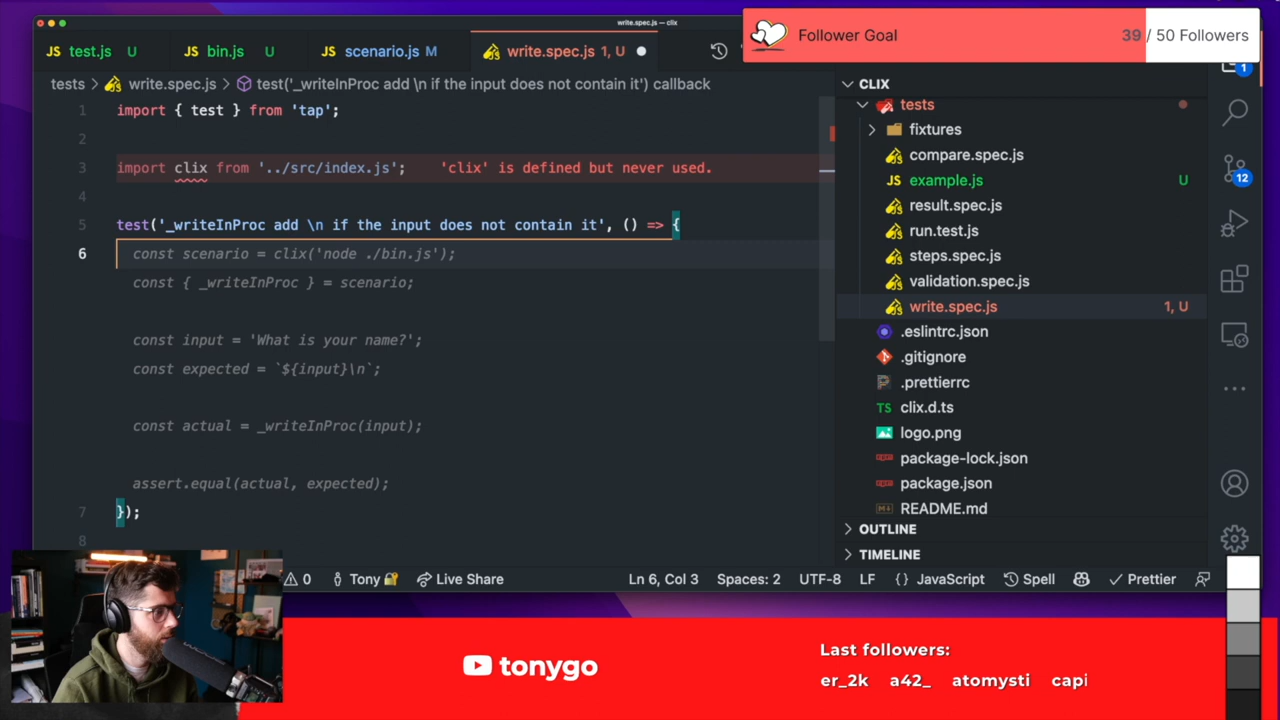 write.spec.js — clix
Follower Goal
39 / 50 Followers
JS test.js U
JS bin.js U
JS scenario.js M
write.spec.js 1, U
1
tests > write.spec.js > test('_writeInProc add \n if the input does not contain it') callback
CLIX
1 import { test } from 'tap';
2
3 import clix from '../src/index.js'; 'clix' is defined but never used.
4
5 test('_writeInProc add \n if the input does not contain it', () => {
6 const scenario = clix('node ./bin.js');
const { _writeInProc } = scenario;
const input = 'What is your name?';
const expected = `${input}\n`;
const actual = _writeInProc(input);
assert.equal(actual, expected);
7 });
8
tests
fixtures
compare.spec.js
JS example.js U
result.spec.js
run.test.js
steps.spec.js
validation.spec.js
write.spec.js 1, U
.eslintrc.json
.gitignore
.prettierrc
TS clix.d.ts
logo.png
package-lock.json
package.json
README.md
OUTLINE
TIMELINE
12
0 Tony Live Share Ln 6, Col 3 Spaces: 2 UTF-8 LF {} JavaScript Spell Prettier
tonygo
Last followers:
er_2k a42_ atomysti capi